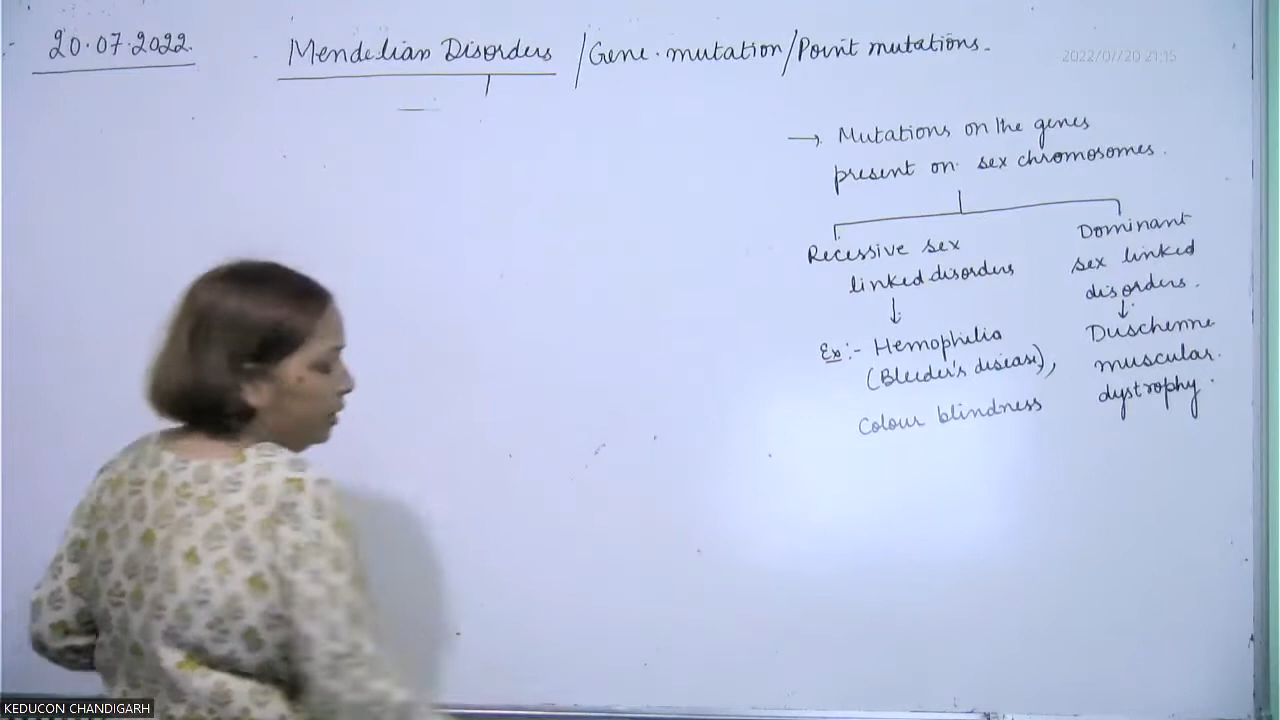 20.07.2022.
Mendelian Disorders / Gene.mutation/Point mutations.
2022/07/20 21:15
→ Mutations on the genes
present on sex chromosomes.
Recessive sex
linked disorders
Dominant
sex linked
disorders.
Ex:- Hemophilia
(Bleeder's disease),
Colour blindness
Duschenne
muscular.
dystrophy.
KEDUCON CHANDIGARH